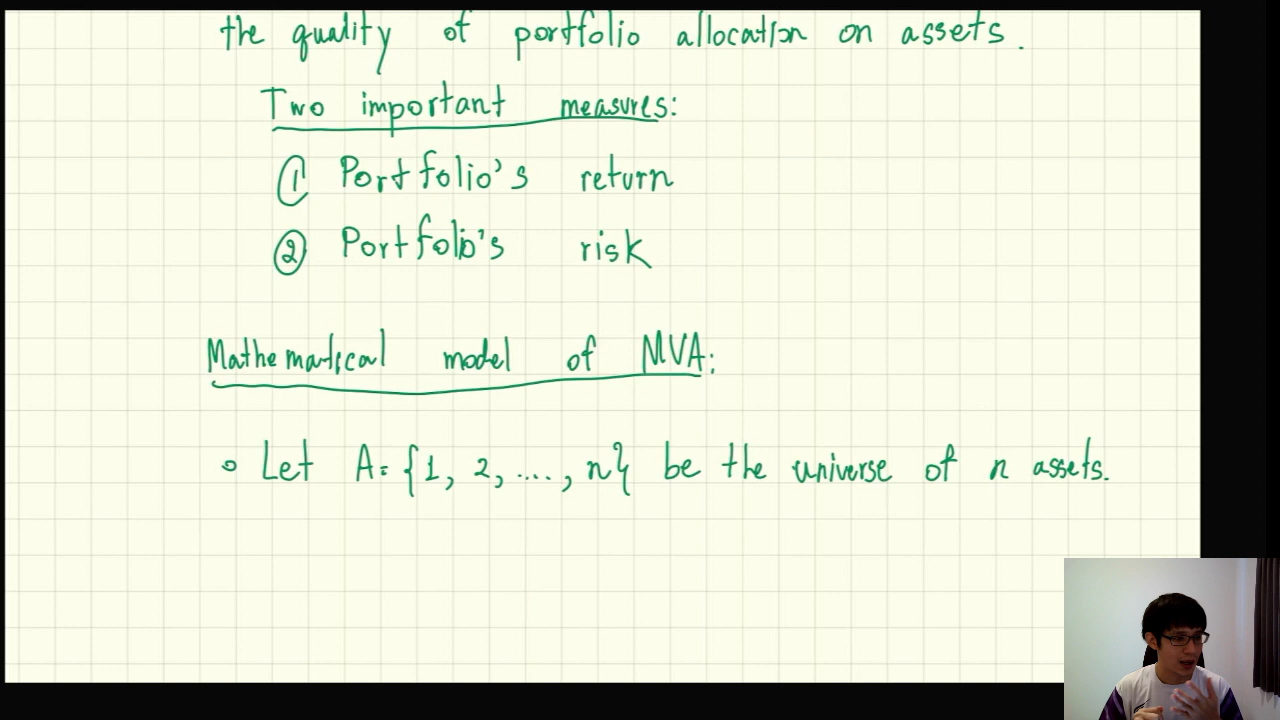 the quality of portfolio allocation on assets.
Two important measures:
① Portfolio's return
② Portfolio's risk
Mathematical model of MVA:
∘ Let A = {1, 2, ...., n} be the universe of n assets.